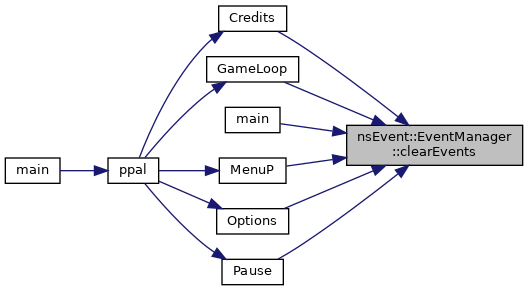 Credits
GameLoop
main
nsEvent::EventManager
::clearEvents
main
ppal
MenuP
Options
Pause